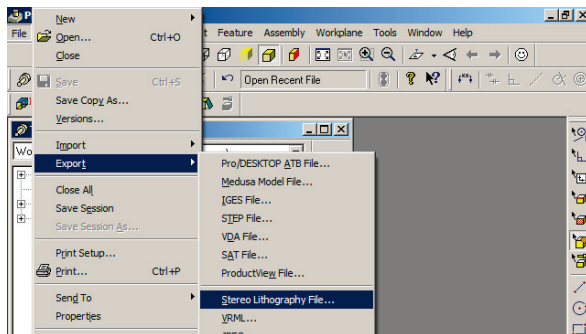 P
File
t Feature Assembly Workplane Tools Window Help
New
Open... Ctrl+O
Close
Save Ctrl+S
Open Recent File
Save Copy As...
Versions...
Wo
Import
Export
Pro/DESKTOP ATB File...
Medusa Model File...
Close All
IGES File...
Save Session
STEP File...
Save Session As...
VDA File...
Print Setup...
SAT File...
Print... Ctrl+P
ProductView File...
Send To
Stereo Lithography File...
Properties
VRML...